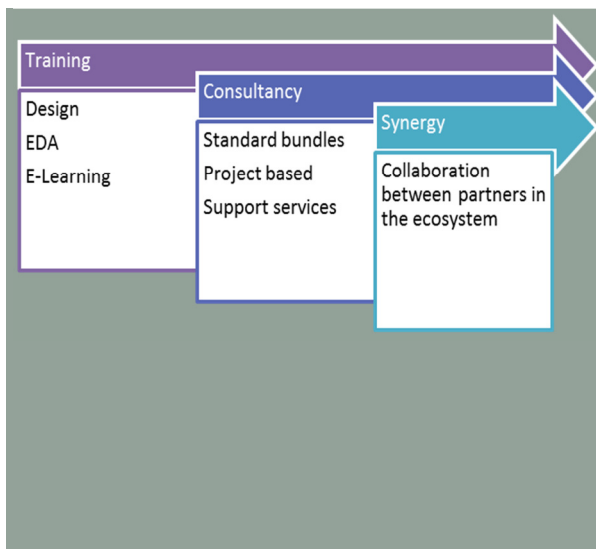 Training
Design
EDA
E-Learning
Consultancy
Standard bundles
Project based
Support services
Synergy
Collaboration
between partners in
the ecosystem